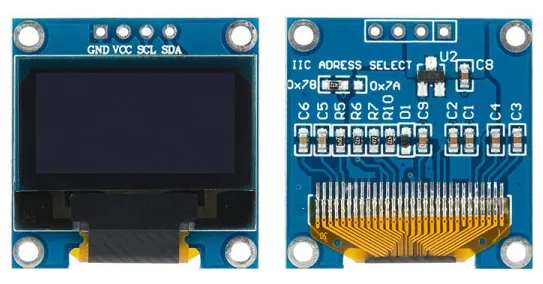 GND VCC SCL SDA
U2
IIC ADRESS SELECT
C8
0x78
0x7A
C6 C5 R5 R6 R7 R10 D1 C9 C2 C1 C4 C3